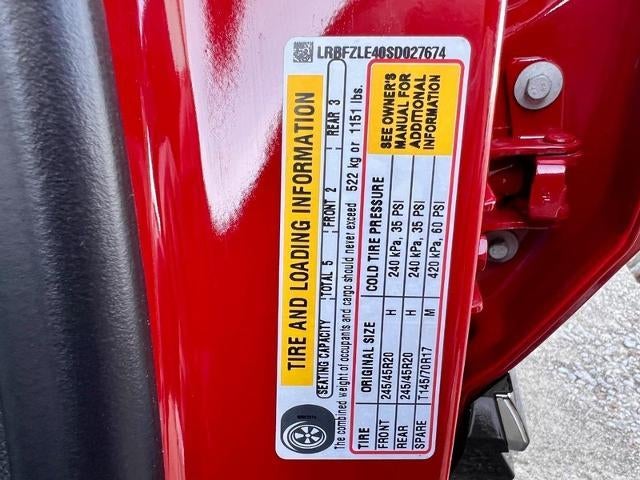 LRBFZLE40SD027674
TIRE AND LOADING INFORMATION
SEATING CAPACITY TOTAL 5 FRONT 2 REAR 3
The combined weight of occupants and cargo should never exceed 522 kg or 1151 lbs.
TIRE ORIGINAL SIZE COLD TIRE PRESSURE
FRONT 245/45R20 H 240 kPa, 35 PSI
REAR 245/45R20 H 240 kPa, 35 PSI
SPARE T145/70R17 M 420 kPa, 60 PSI
SEE OWNER'S
MANUAL FOR
ADDITIONAL
INFORMATION